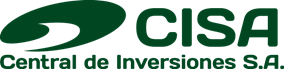 CISA
Central de Inversiones S.A.